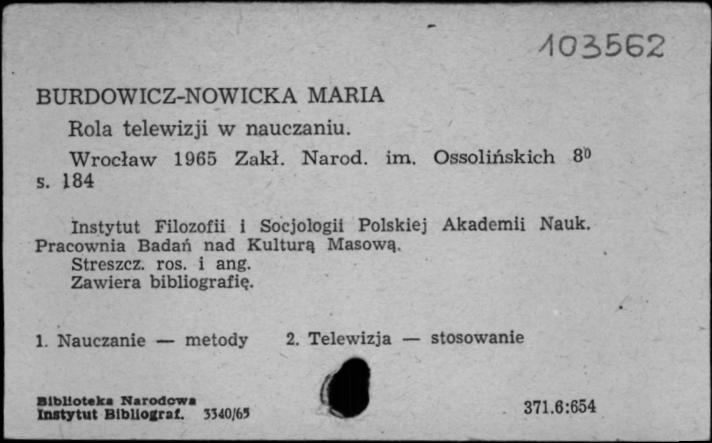 103562
BURDOWICZ-NOWICKA MARIA
Rola telewizji w nauczaniu.
Wrocław 1965 Zakł. Narod. im. Ossolińskich 8⁰
s. 184
Instytut Filozofii i Socjologii Polskiej Akademii Nauk.
Pracownia Badań nad Kulturą Masową.
Streszcz. ros. i ang.
Zawiera bibliografię.
1. Nauczanie — metody 2. Telewizja — stosowanie
Biblioteka Narodowa
Instytut Bibliograf. 3340/65
371.6:654